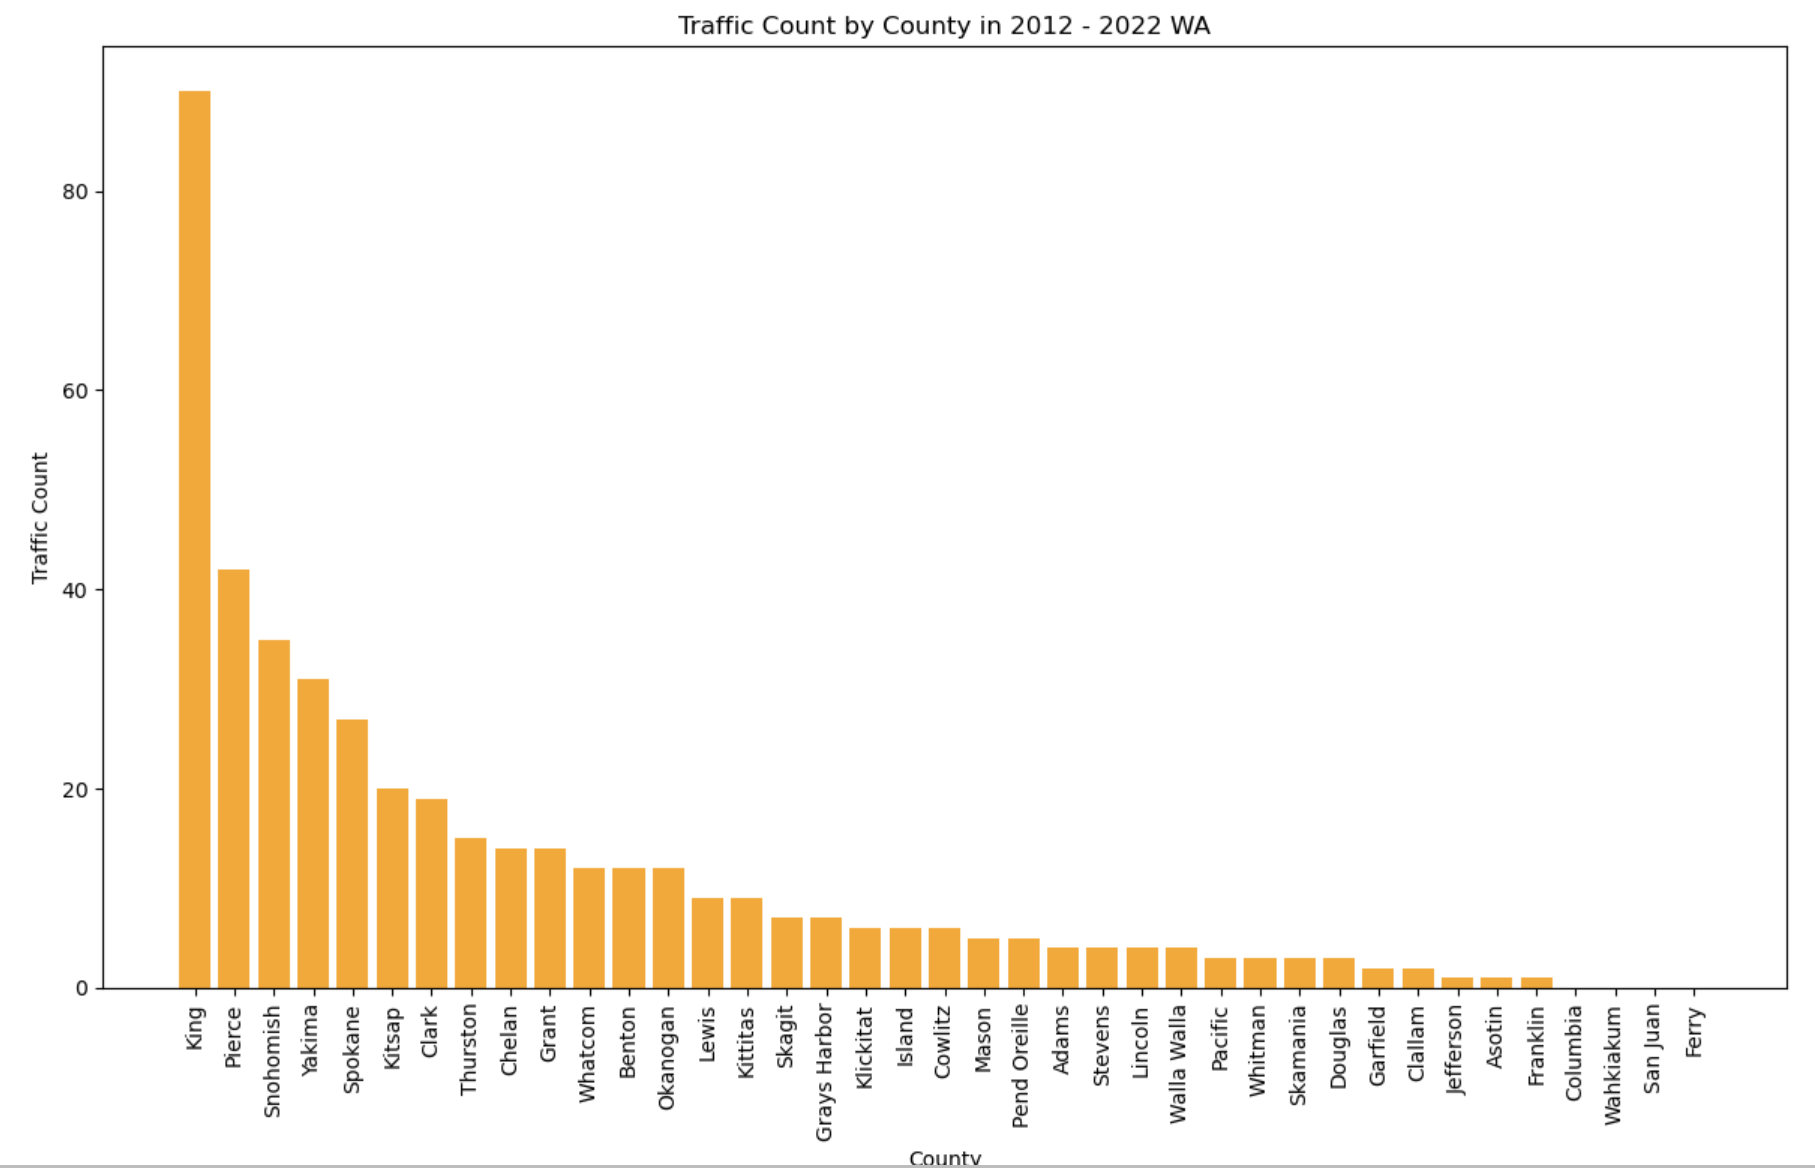 Traffic Count by County in 2012 - 2022 WA
Traffic Count
80
60
40
20
0
King
Pierce
Snohomish
Yakima
Spokane
Kitsap
Clark
Thurston
Chelan
Grant
Whatcom
Benton
Okanogan
Lewis
Kittitas
Skagit
Grays Harbor
Klickitat
Island
Cowlitz
Mason
Pend Oreille
Adams
Stevens
Lincoln
Walla Walla
Pacific
Whitman
Skamania
Douglas
Garfield
Clallam
Jefferson
Asotin
Franklin
Columbia
Wahkiakum
San Juan
Ferry
County